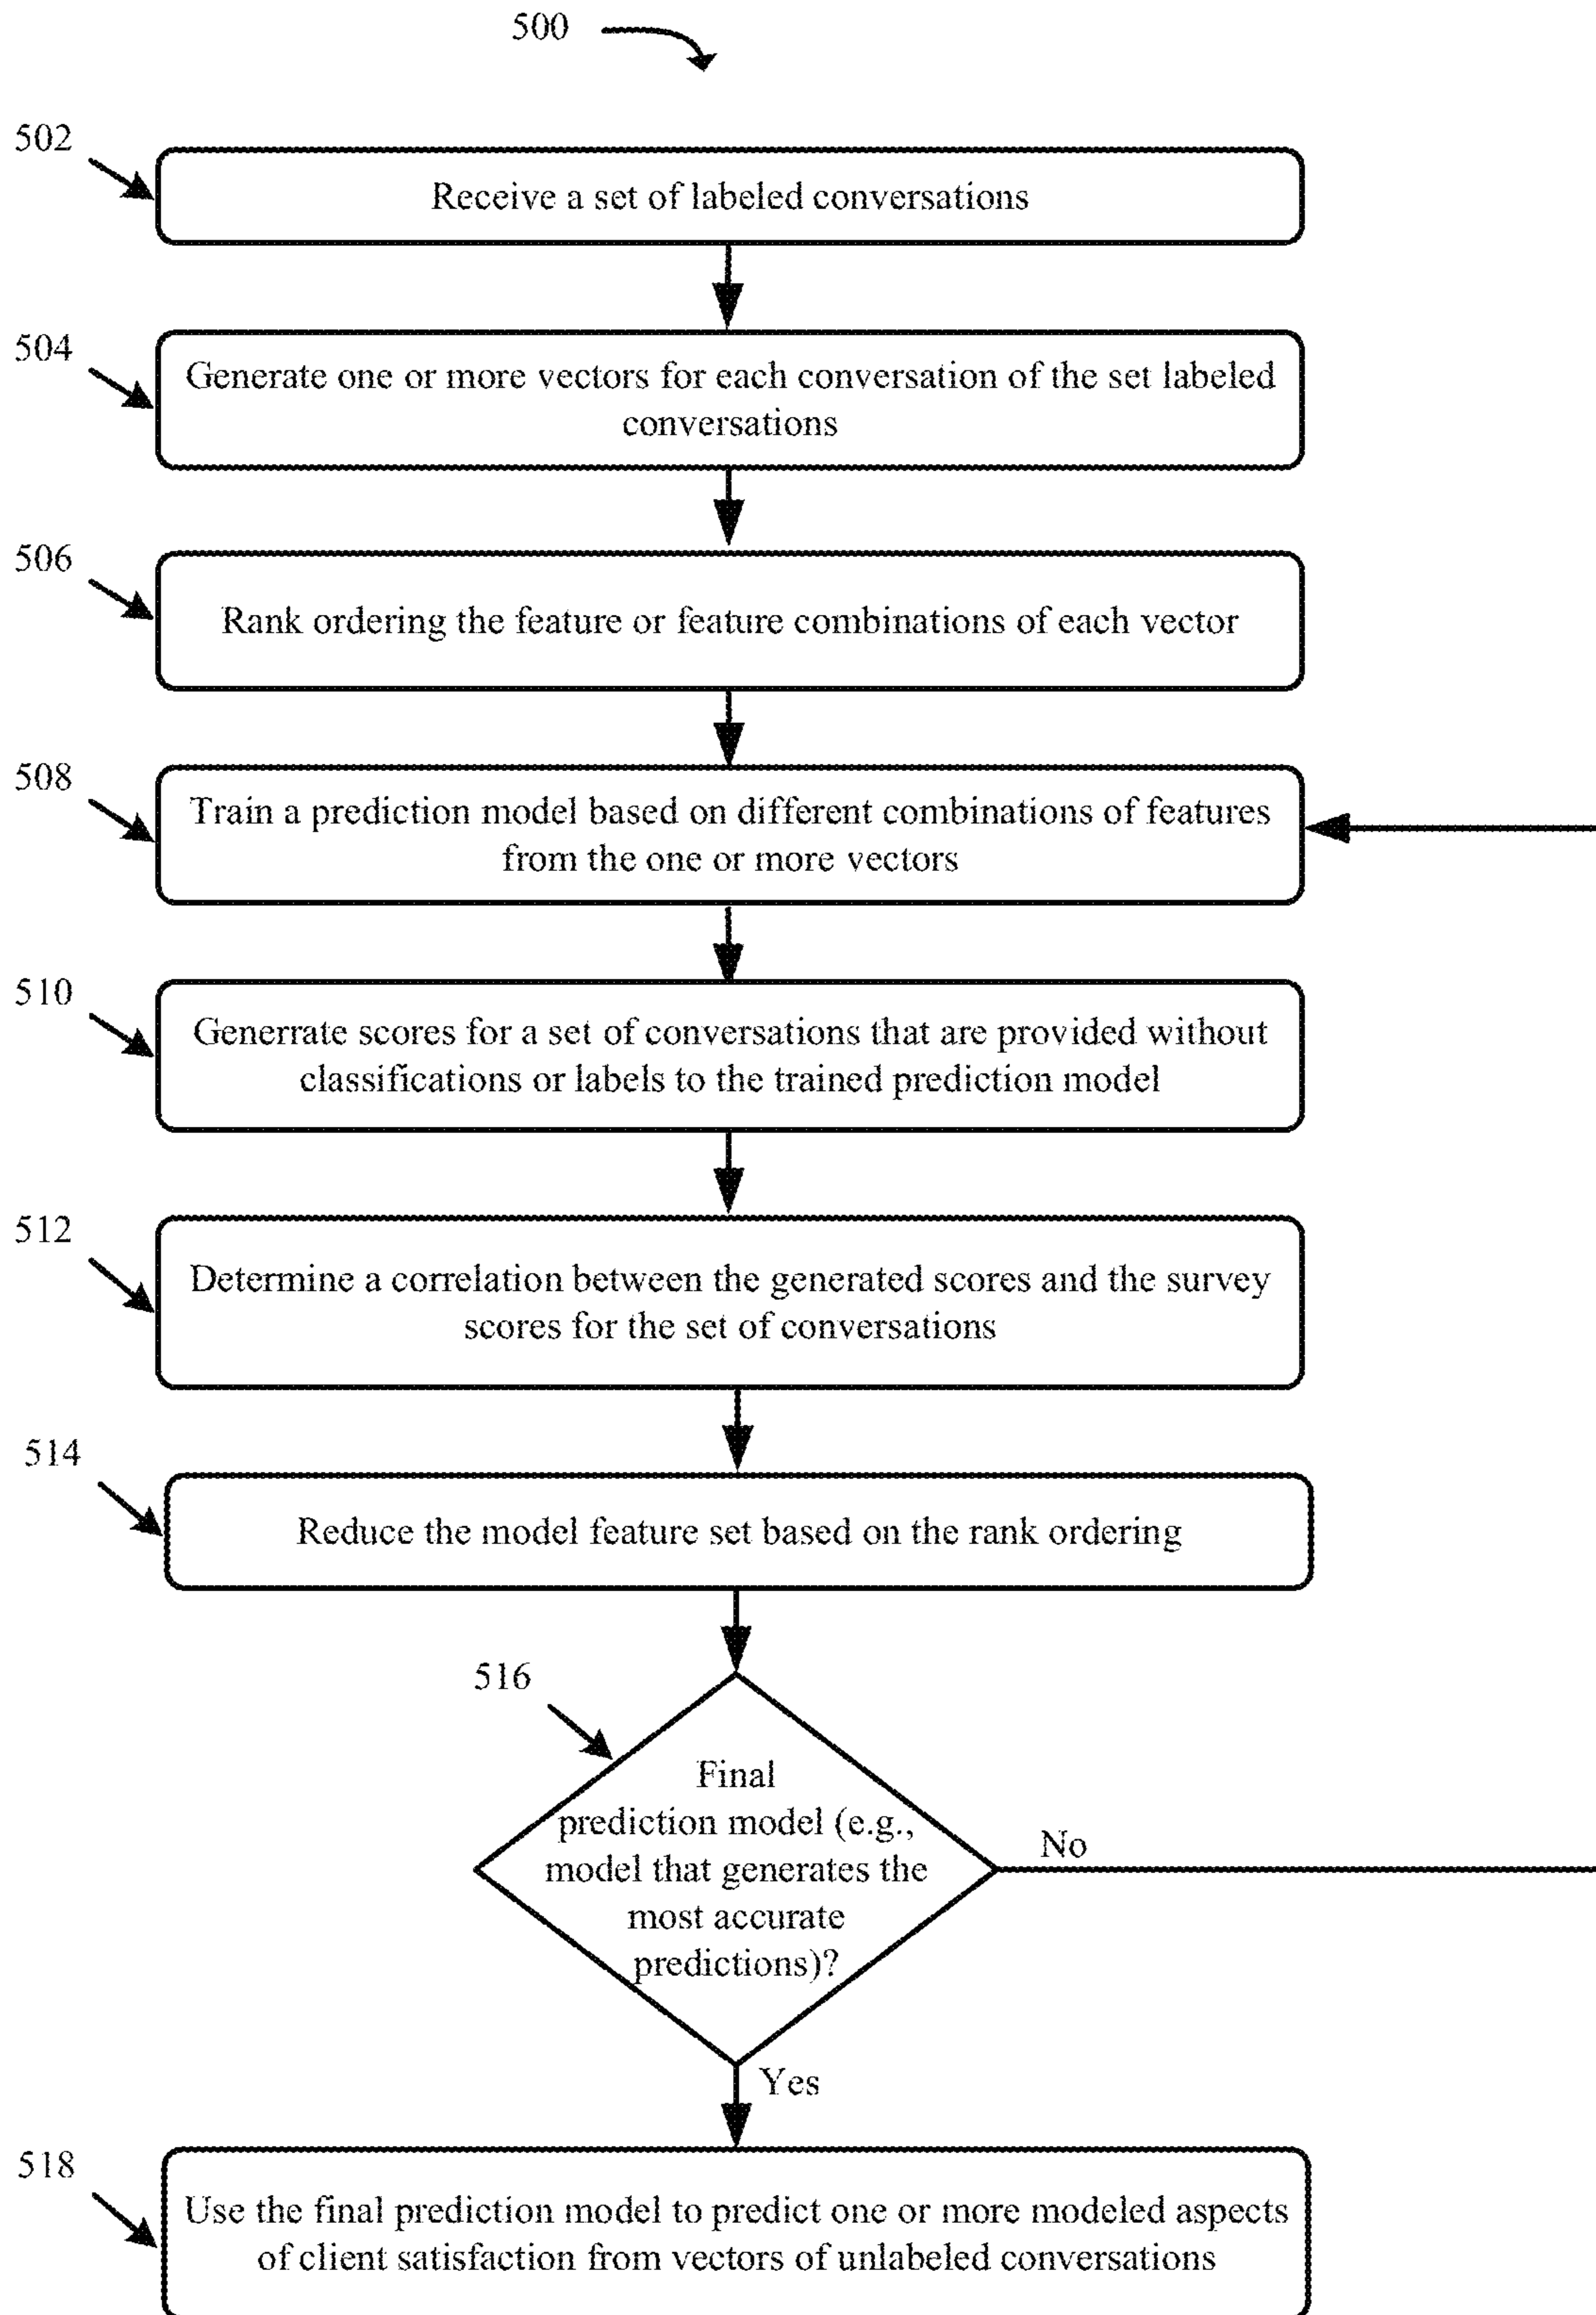 500
502
Receive a set of labeled conversations
504
Generate one or more vectors for each conversation of the set labeled
conversations
506
Rank ordering the feature or feature combinations of each vector
508
Train a prediction model based on different combinations of features
from the one or more vectors
510
Generrate scores for a set of conversations that are provided without
classifications or labels to the trained prediction model
512
Determine a correlation between the generated scores and the survey
scores for the set of conversations
514
Reduce the model feature set based on the rank ordering
516
Final
prediction model (e.g.,
model that generates the
most accurate
predictions)?
No
Yes
518
Use the final prediction model to predict one or more modeled aspects
of client satisfaction from vectors of unlabeled conversations